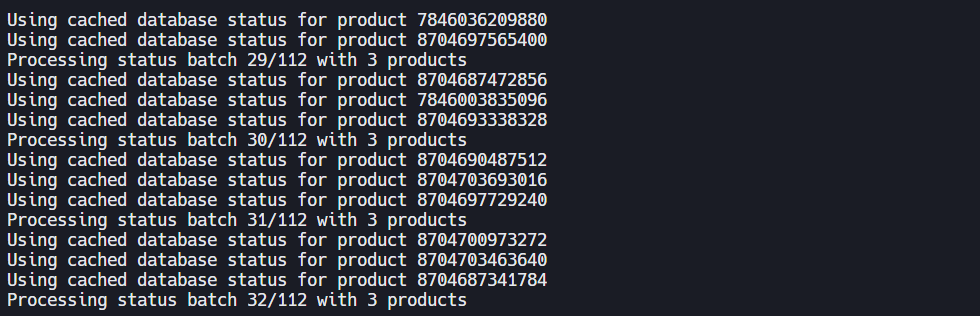 Using cached database status for product 7846036209880
Using cached database status for product 8704697565400
Processing status batch 29/112 with 3 products
Using cached database status for product 8704687472856
Using cached database status for product 7846003835096
Using cached database status for product 8704693338328
Processing status batch 30/112 with 3 products
Using cached database status for product 8704690487512
Using cached database status for product 8704703693016
Using cached database status for product 8704697729240
Processing status batch 31/112 with 3 products
Using cached database status for product 8704700973272
Using cached database status for product 8704703463640
Using cached database status for product 8704687341784
Processing status batch 32/112 with 3 products